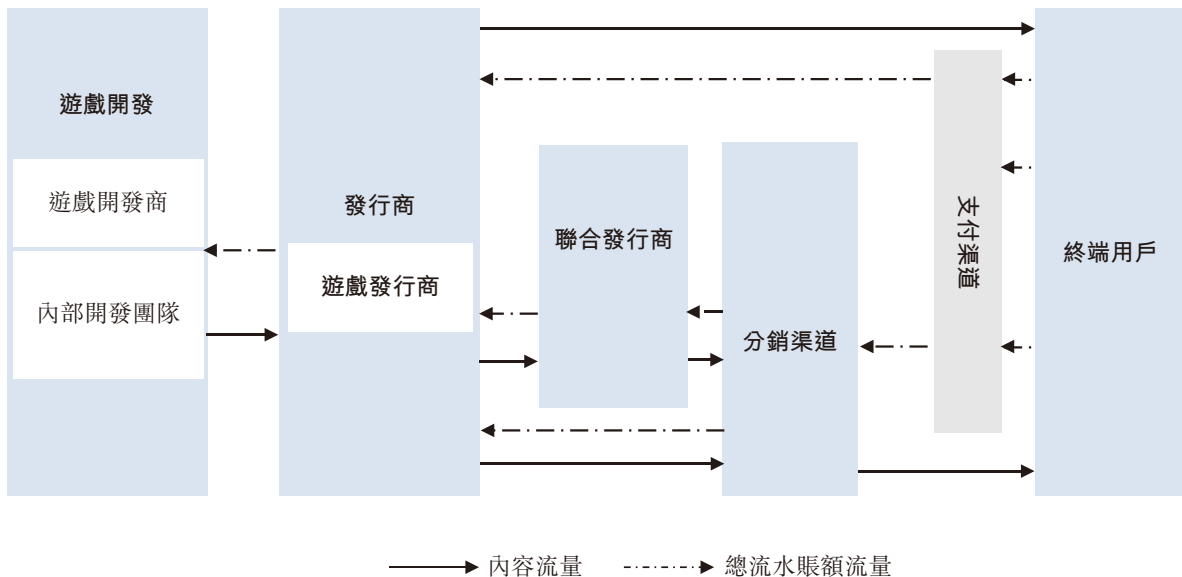 遊戲開發
遊戲開發商
內部開發團隊
發行商
遊戲發行商
聯合發行商
分銷渠道
支付渠道
終端用戶
內容流量
總流水賬額流量